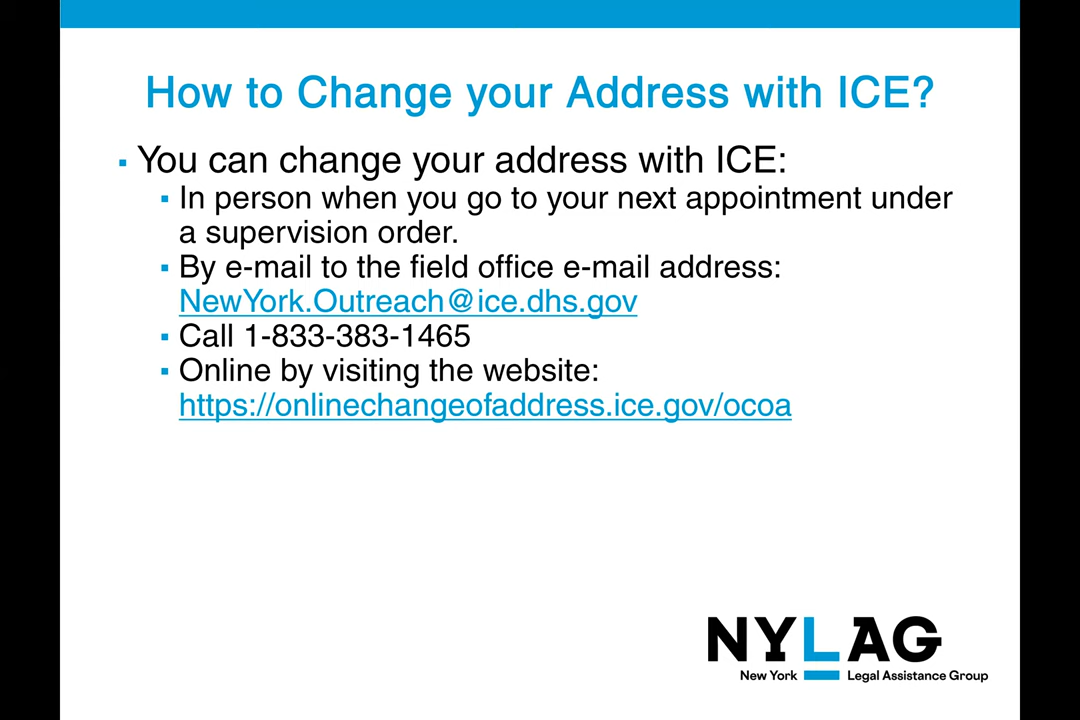 How to Change your Address with ICE?
▪ You can change your address with ICE:
▪ In person when you go to your next appointment under
a supervision order.
▪ By e-mail to the field office e-mail address:
NewYork.Outreach@ice.dhs.gov
▪ Call 1-833-383-1465
▪ Online by visiting the website:
https://onlinechangeofaddress.ice.gov/ocoa
NYLAG
New York Legal Assistance Group